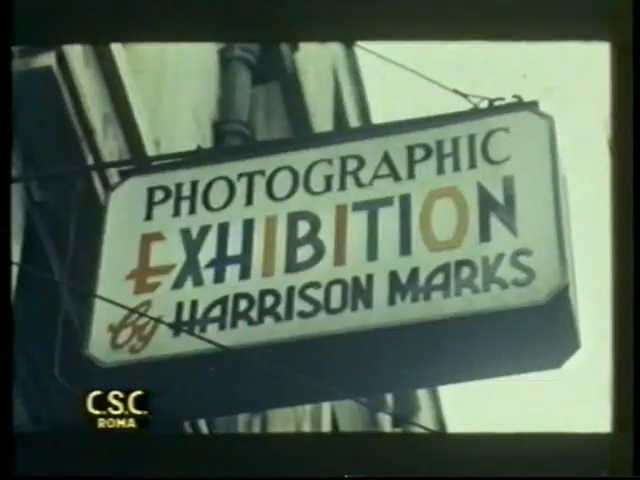 PHOTOGRAPHIC
EXHIBITION
by HARRISON MARKS
C.S.C.
ROMA